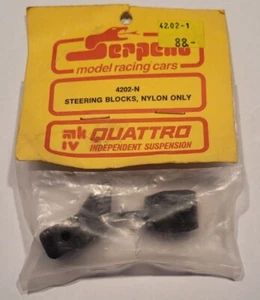 42.02-1
88.-
Serpent
model racing cars
4202-N
STEERING BLOCKS, NYLON ONLY
mk IV QUATTRO
INDEPENDENT SUSPENSION